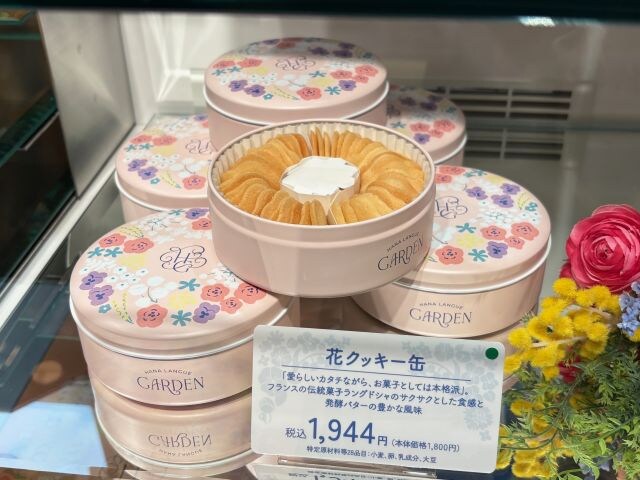 HANA LANGUE
GARDEN
HANA LANGUE
GARDEN
HANA LANGUE
GARDEN
花クッキー缶
「愛らしいカタチながら、お菓子としては本格派」。
フランスの伝統菓子ラングドシャのサクサクとした食感と
発酵バターの豊かな風味
税込1,944円(本体価格1,800円)
特定原材料等28品目:小麦、卵、乳成分、大豆